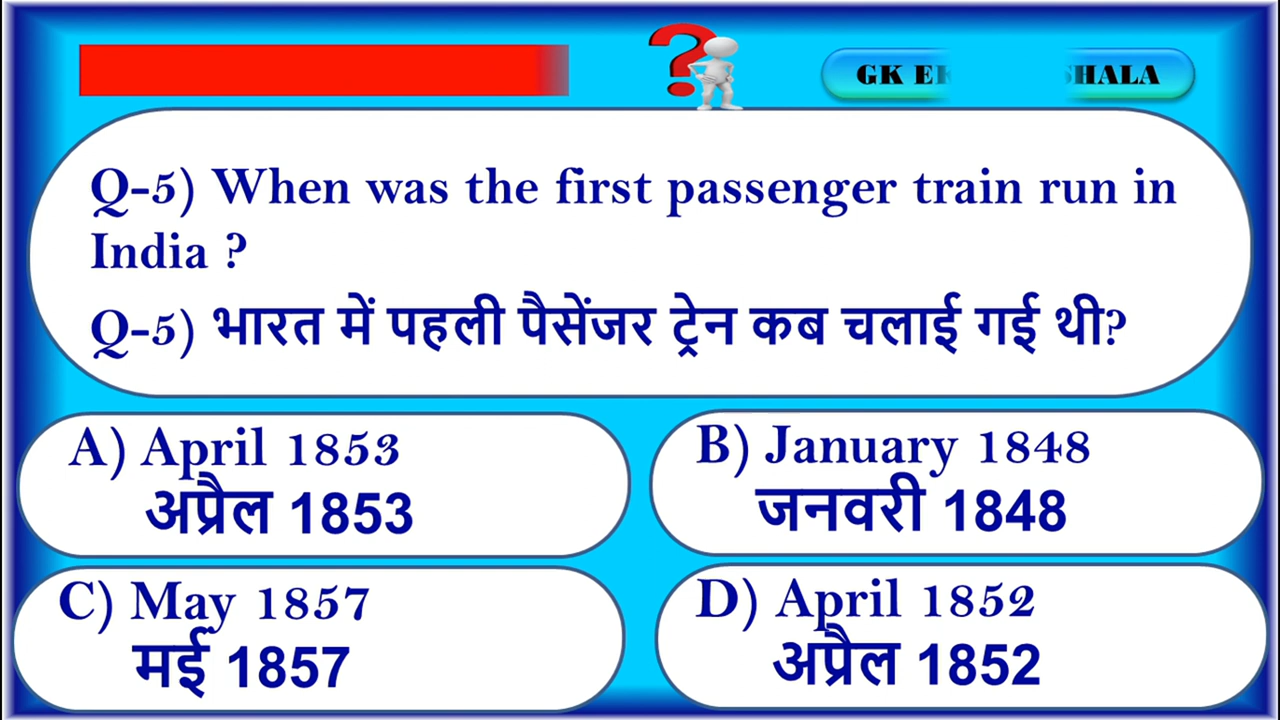 GK
Q-5) When was the first passenger train run in
India ?
Q-5) भारत में पहली पैसेंजर ट्रेन कब चलाई गई थी?
A) April 1853
अप्रैल 1853
B) January 1848
जनवरी 1848
C) May 1857
मई 1857
D) April 1852
अप्रैल 1852